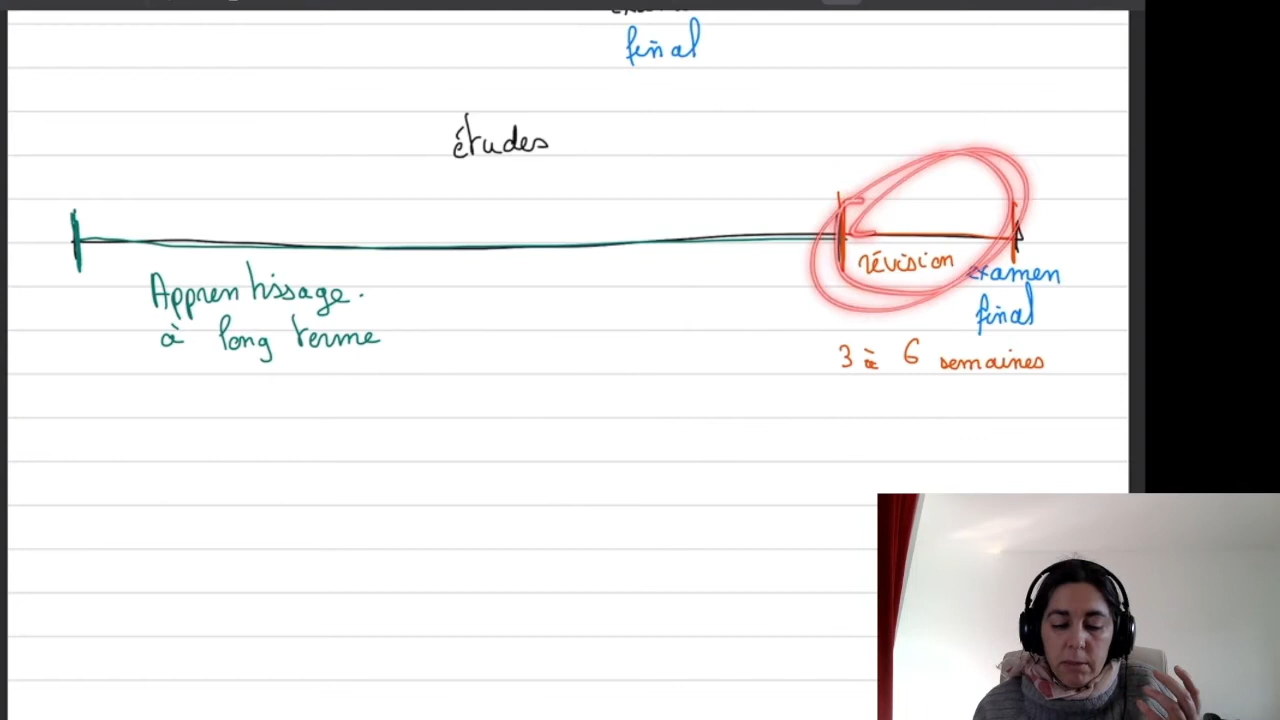 final
études
Apprentissage.
à long terme
révision
examen
final
3 à 6 semaines